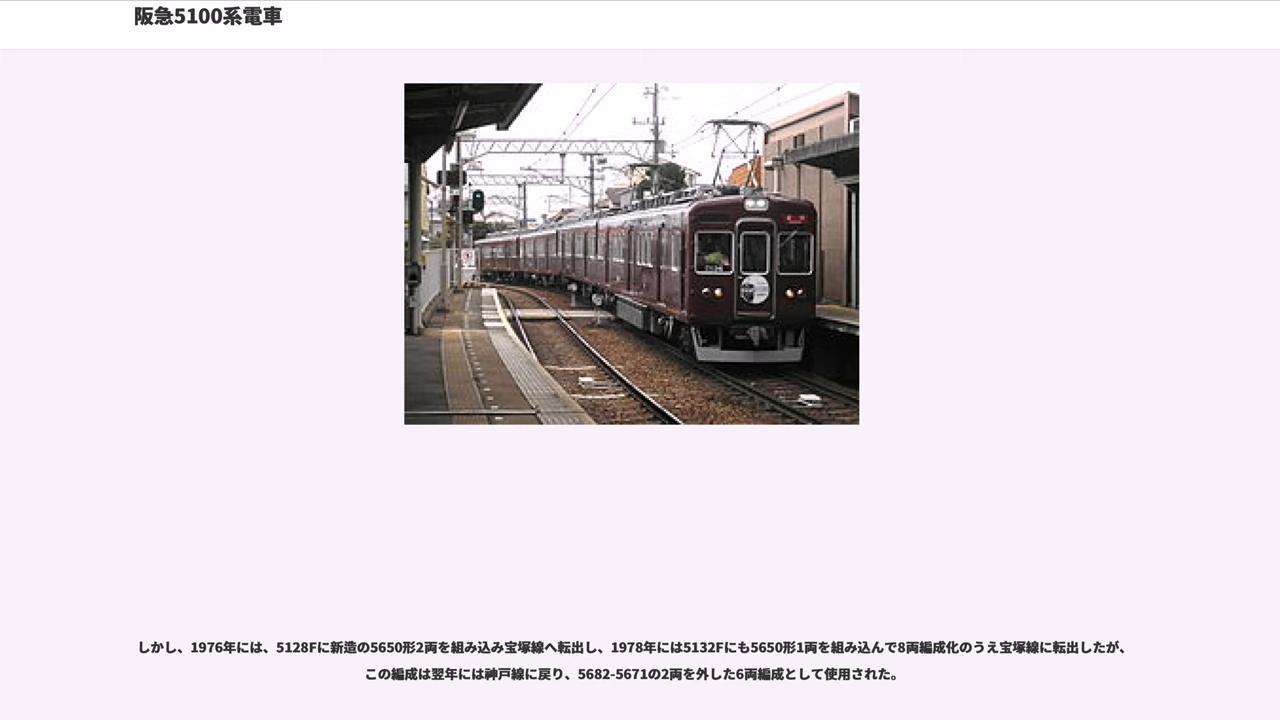 阪急5100系電車
しかし、1976年には、5128Fに新造の5650形2両を組み込み宝塚線へ転出し、1978年には5132Fにも5650形1両を組み込んで8両編成化のうえ宝塚線に転出したが、
この編成は翌年には神戸線に戻り、5682-5671の2両を外した6両編成として使用された。